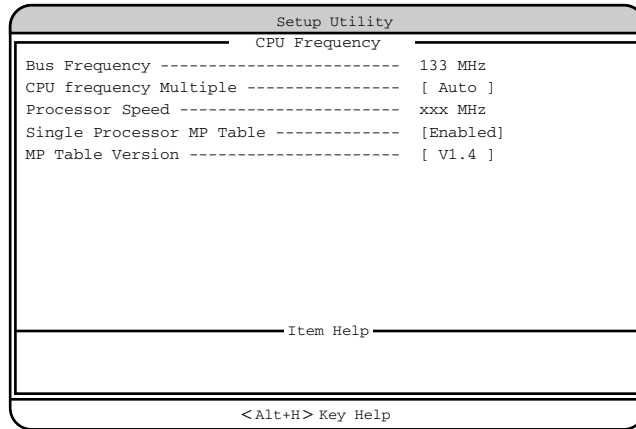 Setup Utility
CPU Frequency
Bus Frequency ------------------------- 133 MHz
CPU frequency Multiple ---------------- [ Auto ]
Processor Speed ----------------------- xxx MHz
Single Processor MP Table ------------- [Enabled]
MP Table Version ---------------------- [ V1.4 ]
Item Help
<Alt+H> Key Help